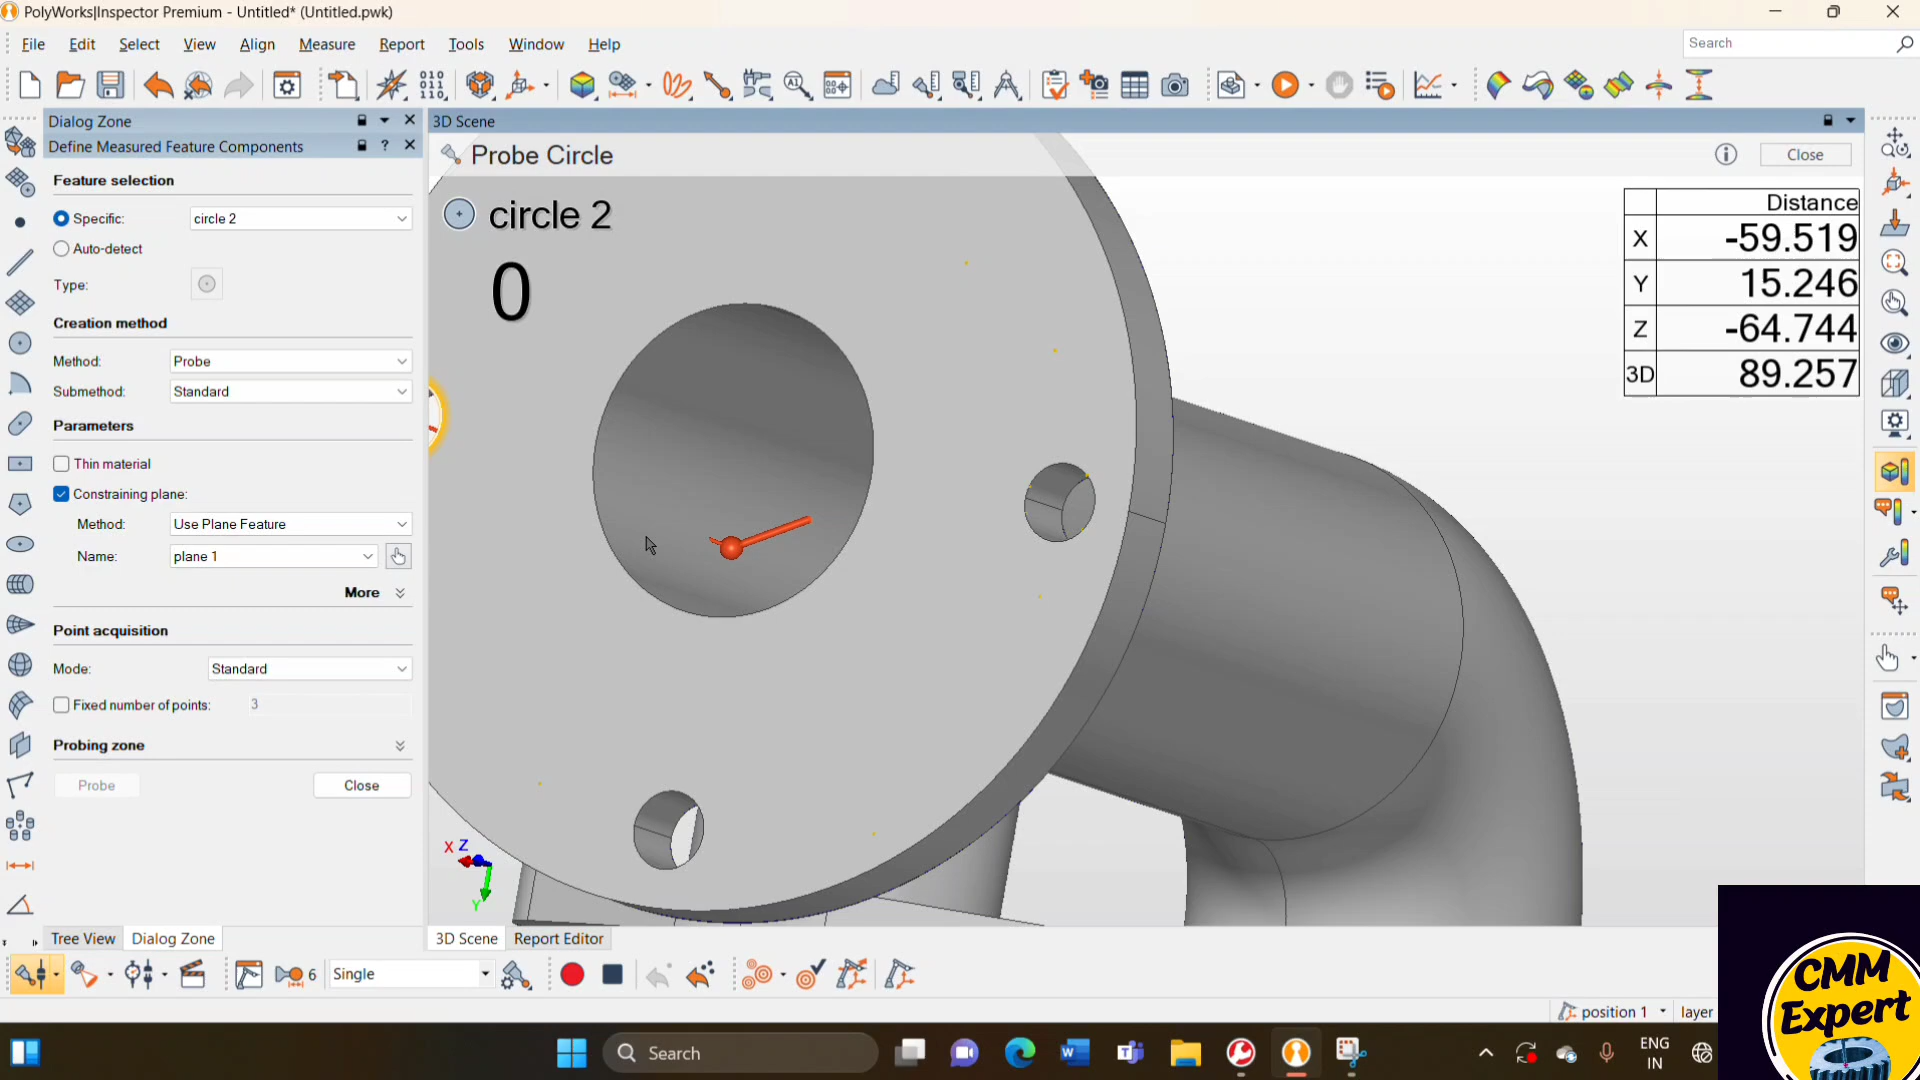 PolyWorks|Inspector Premium - Untitled* (Untitled.pwk)
File Edit Select View Align Measure Report Tools Window Help
Search
Dialog Zone
3D Scene
Define Measured Feature Components
Probe Circle
Close
Feature selection
Specific: circle 2
Auto-detect
Type:
Creation method
Method: Probe
Submethod: Standard
Parameters
Thin material
Constraining plane:
Method: Use Plane Feature
Name: plane 1
More
Point acquisition
Mode: Standard
Fixed number of points: 3
Probing zone
Probe Close
circle 2
0
Distance
X -59.519
Y 15.246
Z -64.744
3D 89.257
X Z
Y
Tree View Dialog Zone
3D Scene Report Editor
6 Single
position 1 layer
CMM
Expert
Search
ENG
IN